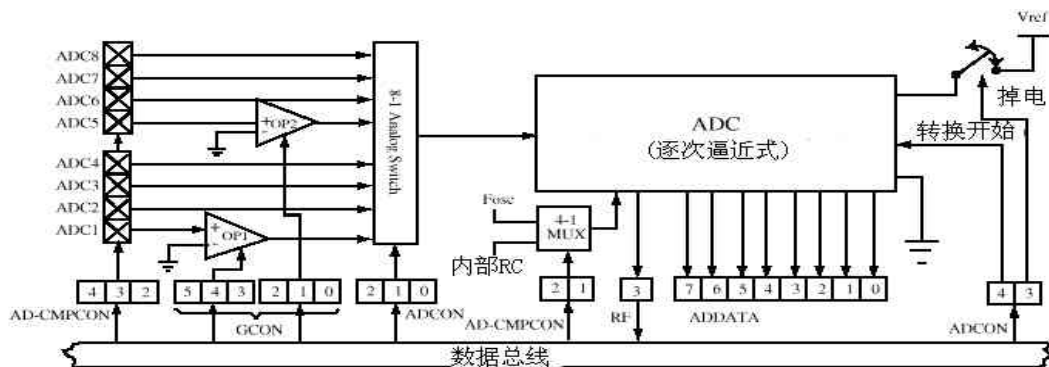 Vref
ADC8
ADC7
ADC6
ADC5
ADC4
ADC3
ADC2
ADC1
+
-
OP2
+
-
OP1
8-1 Analog Switch
ADC
(逐次逼近式)
掉电
转换开始
Fosc
4-1
MUX
内部RC
4 3 2
5 4 3
2 1 0
2 1 0
2 1
3
7 6 5 4 3 2 1 0
4 3
AD-CMPCON
GCON
ADCON
AD-CMPCON
RF
ADDATA
ADCON
数据总线